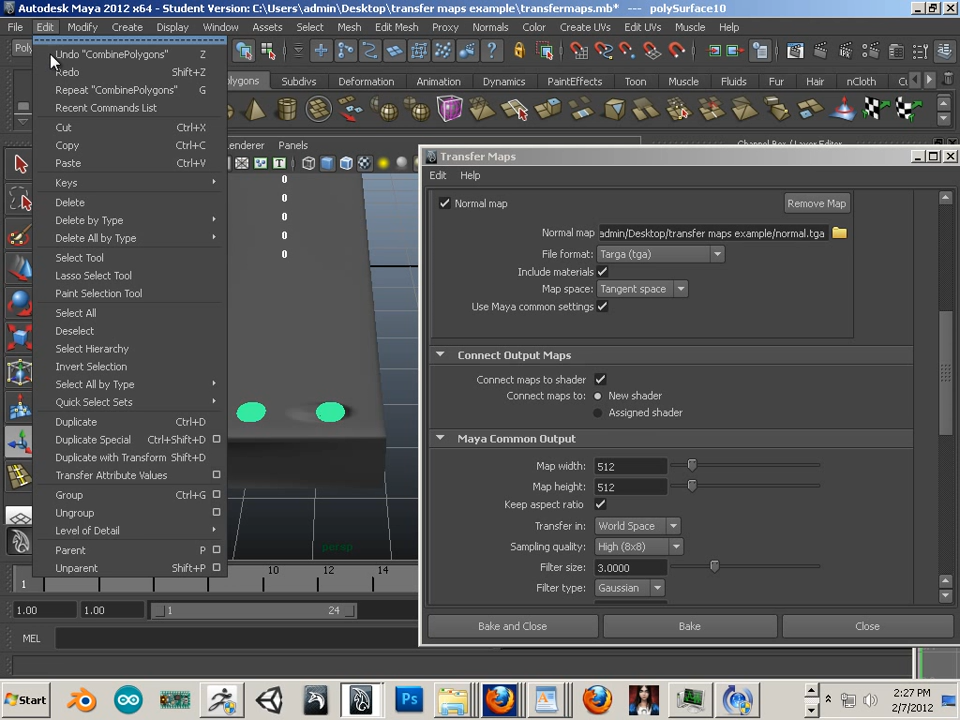 Autodesk Maya 2012 x64 - Student Version: C:\Users\admin\Desktop\transfer maps example\transfermaps.mb* --- polySurface10
File Edit Modify Create Display Window Assets Select Mesh Edit Mesh Proxy Normals Color Create UVs Edit UVs Muscle Help
Undo "CombinePolygons" Z
Redo Shift+Z
Repeat "CombinePolygons" G
Recent Commands List
Cut Ctrl+X
Copy Ctrl+C
Paste Ctrl+V
Keys
Delete
Delete by Type
Delete All by Type
Select Tool
Lasso Select Tool
Paint Selection Tool
Select All
Deselect
Select Hierarchy
Invert Selection
Select All by Type
Quick Select Sets
Duplicate Ctrl+D
Duplicate Special Ctrl+Shift+D
Duplicate with Transform Shift+D
Transfer Attribute Values
Group Ctrl+G
Ungroup
Level of Detail
Parent P
Unparent Shift+P
Subdivs Deformation Animation Dynamics PaintEffects Toon Muscle Fluids Fur Hair nCloth
Panels
0
0
0
0
0
persp
Transfer Maps
Edit Help
Normal map Remove Map
Normal map admin/Desktop/transfer maps example/normal.tga
File format: Targa (tga)
Include materials
Map space: Tangent space
Use Maya common settings
Connect Output Maps
Connect maps to shader
Connect maps to: New shader
Assigned shader
Maya Common Output
Map width: 512
Map height: 512
Keep aspect ratio
Transfer in: World Space
Sampling quality: High (8x8)
Filter size: 3.0000
Filter type: Gaussian
Bake and Close Bake Close
1 10 12 14
1.00 1.00 1 24
MEL
Start
Ps
2:27 PM
2/7/2012